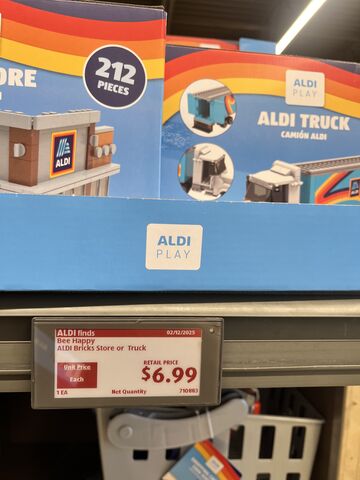 ORE
212
PIECES
ALDI
ALDI
PLAY
ALDI TRUCK
CAMIÓN ALDI
ALDI
PLAY
ALDI finds
02/12/2025
Bee Happy
ALDI Bricks Store or Truck
Unit Price
RETAIL PRICE
Each
$6.99
1 EA
Net Quantity
710883